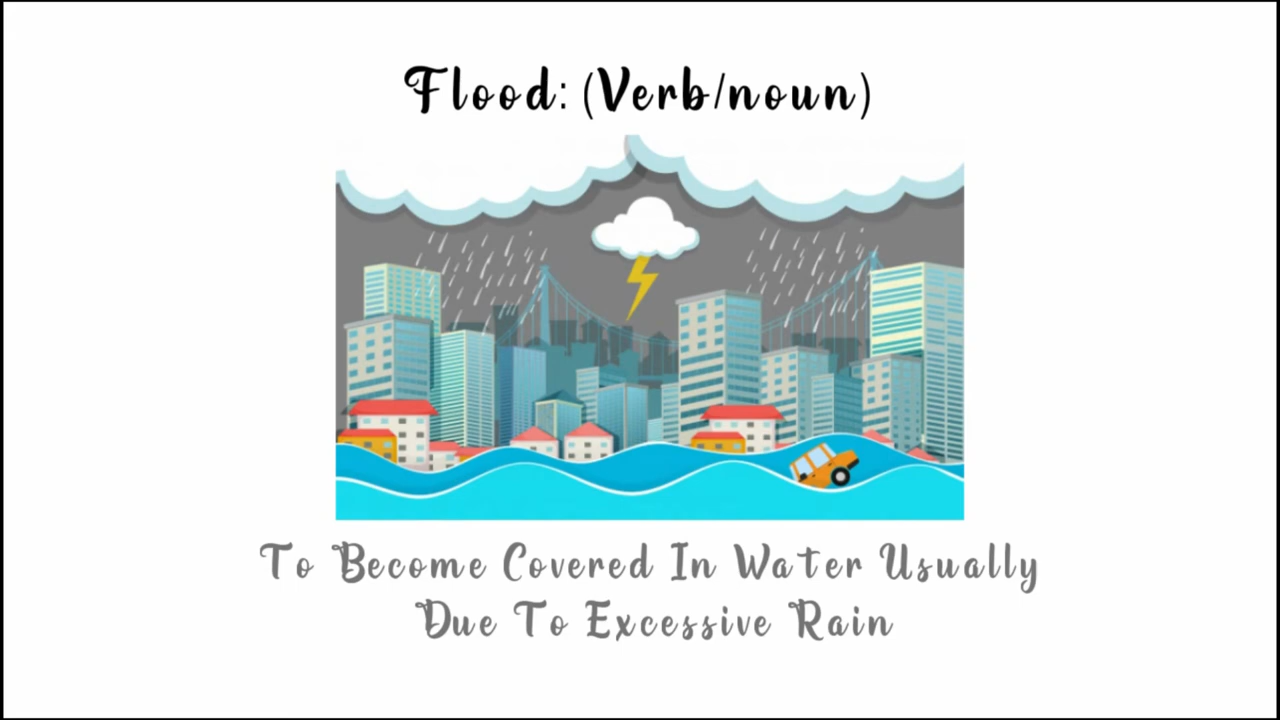 Flood: (Verb/noun)
To Become Covered In Water Usually
Due To Excessive Rain